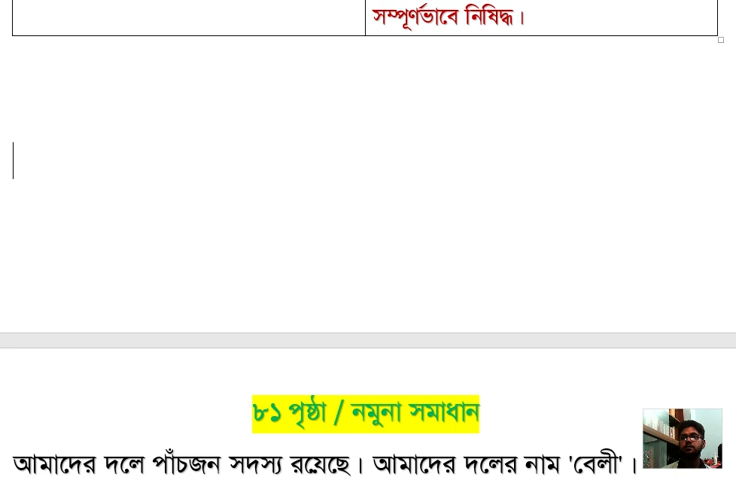 সম্পূর্ণভাবে নিষিদ্ধ।
৮১ পৃষ্ঠা / নমুনা সমাধান
আমাদের দলে পাঁচজন সদস্য রয়েছে। আমাদের দলের নাম 'বেলী'।